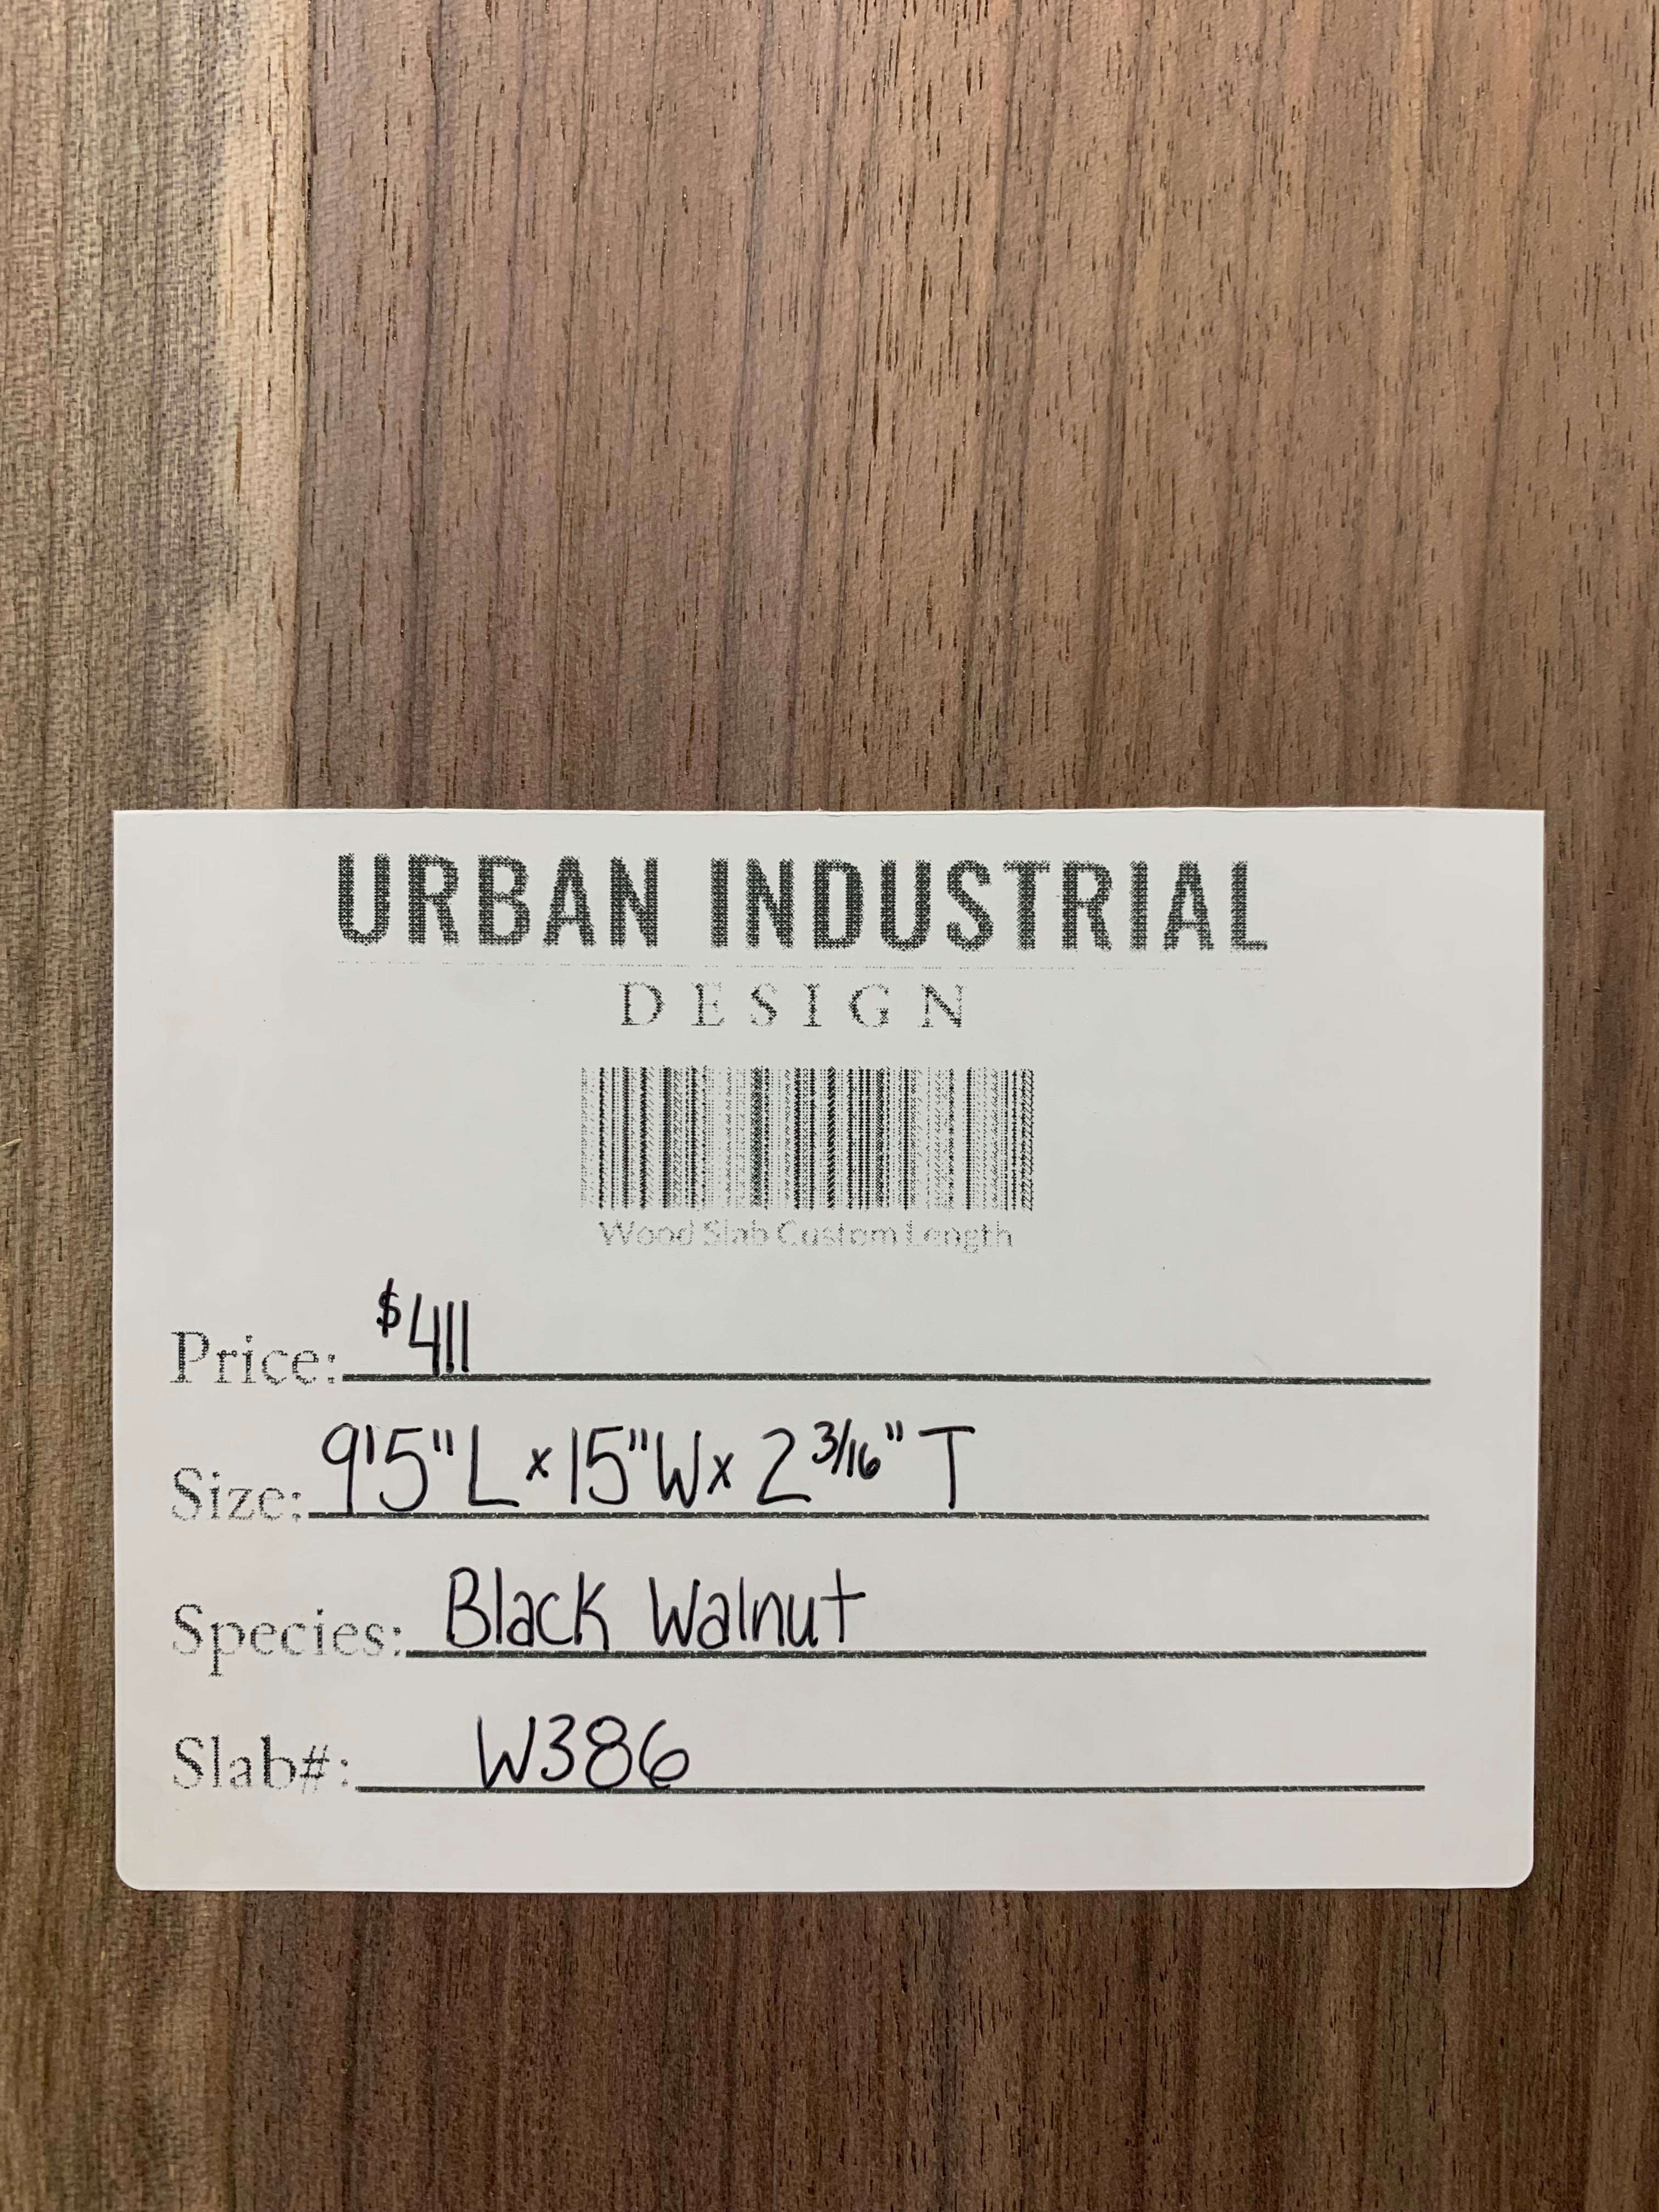 URBAN INDUSTRIAL
DESIGN
Wood Slab Custom Length
Price: $411
Size: 9'5"L x 15"W x 2 3/16" T
Species: Black Walnut
Slab#: W386